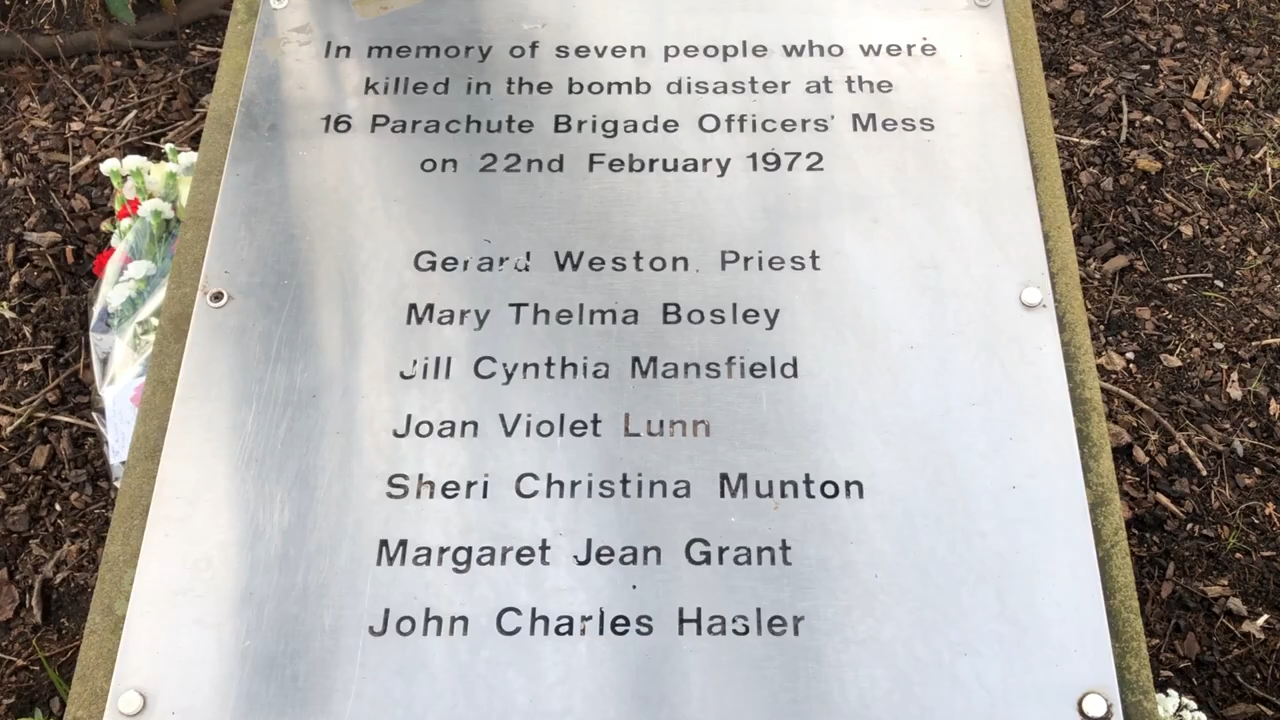 In memory of seven people who were
killed in the bomb disaster at the
16 Parachute Brigade Officers' Mess
on 22nd February 1972
Gerard Weston, Priest
Mary Thelma Bosley
Jill Cynthia Mansfield
Joan Violet Lunn
Sheri Christina Munton
Margaret Jean Grant
John Charles Hasler